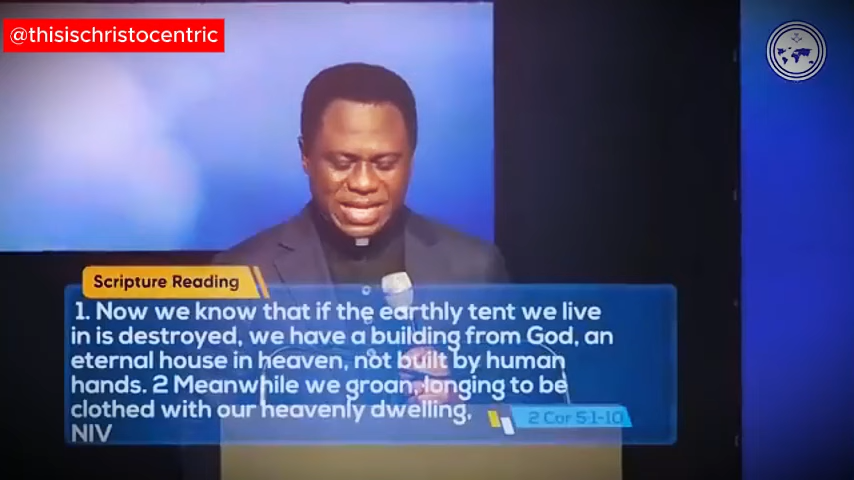 @thisischristocentric
Scripture Reading
1. Now we know that if the earthly tent we live
in is destroyed, we have a building from God, an
eternal house in heaven, not built by human
hands. 2 Meanwhile we groan, longing to be
clothed with our heavenly dwelling,
NIV
2 Cor 5:1-10